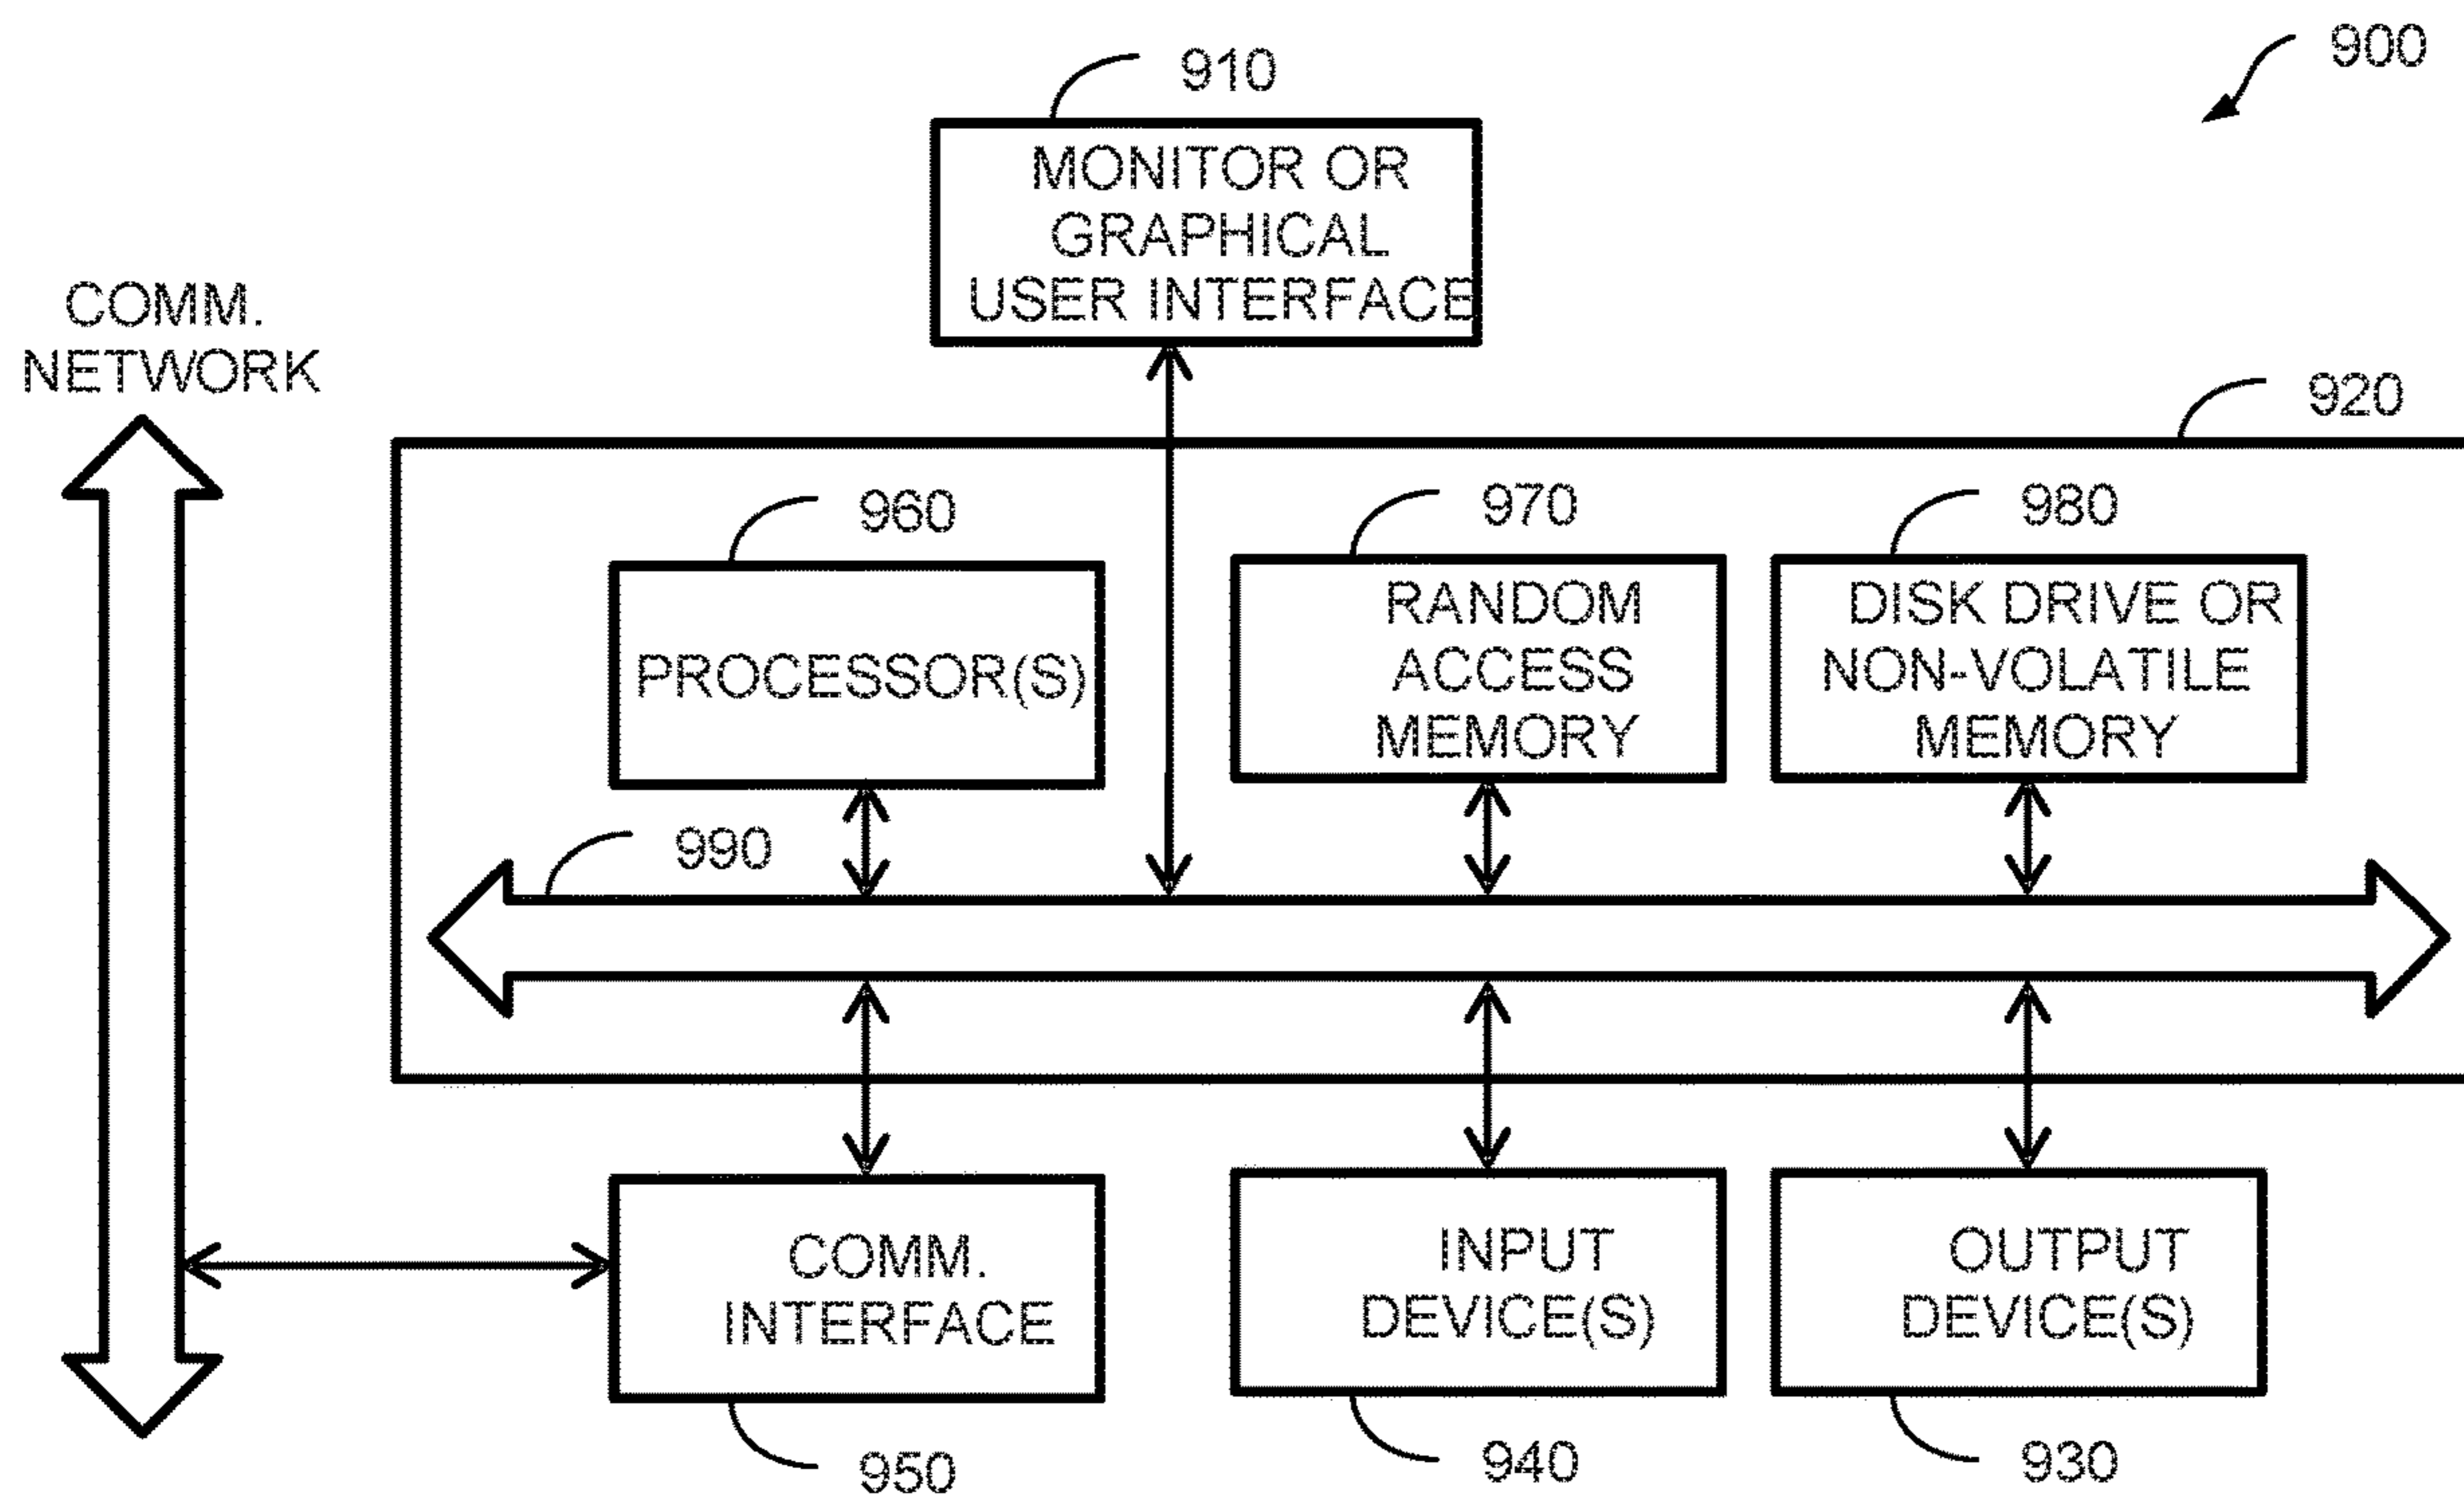 900
910
MONITOR OR
GRAPHICAL
USER INTERFACE
COMM.
NETWORK
920
960
PROCESSOR(S)
970
RANDOM
ACCESS
MEMORY
980
DISK DRIVE OR
NON-VOLATILE
MEMORY
990
COMM.
INTERFACE
950
INPUT
DEVICE(S)
940
OUTPUT
DEVICE(S)
930